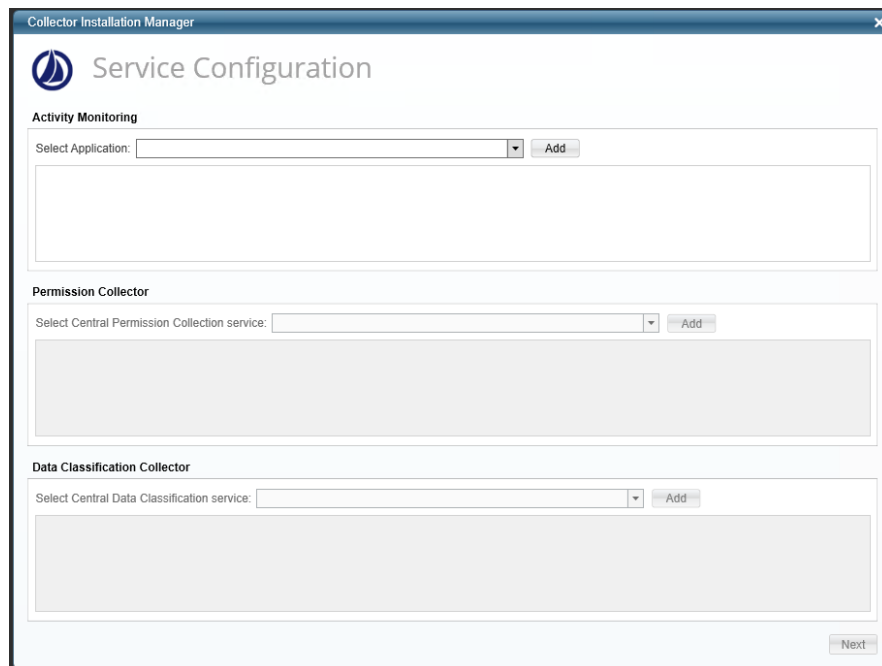 Collector Installation Manager
Service Configuration
Activity Monitoring
Select Application:
Add
Permission Collector
Select Central Permission Collection service:
Add
Data Classification Collector
Select Central Data Classification service:
Add
Next